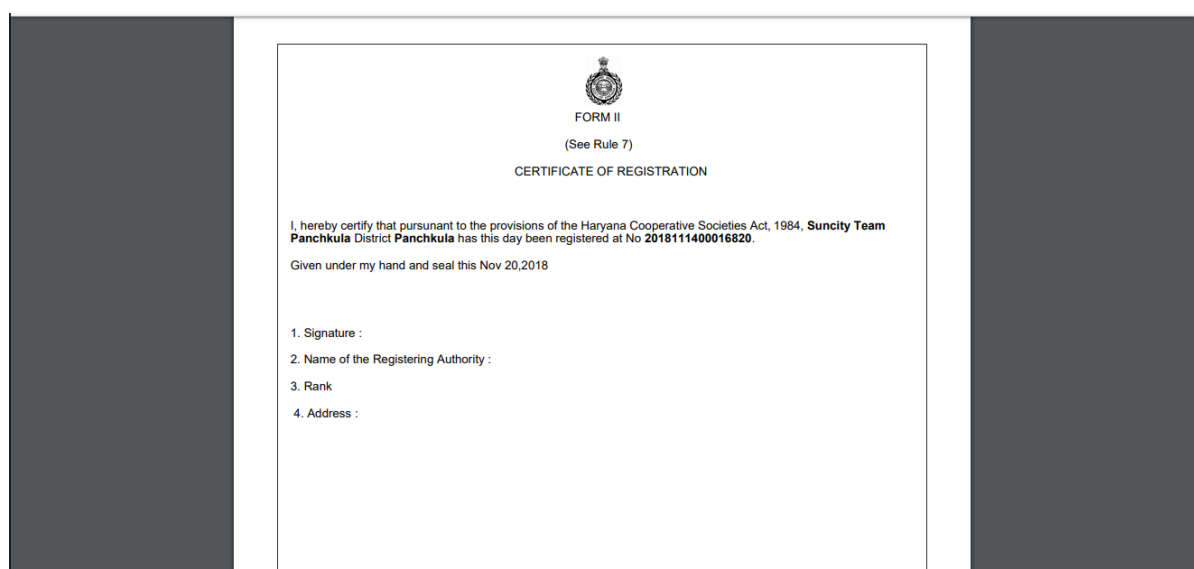 FORM II
(See Rule 7)
CERTIFICATE OF REGISTRATION
I, hereby certify that pursunant to the provisions of the Haryana Cooperative Societies Act, 1984, Suncity Team
Panchkula District Panchkula has this day been registered at No 2018111400016820.
Given under my hand and seal this Nov 20,2018
1. Signature :
2. Name of the Registering Authority :
3. Rank
4. Address :